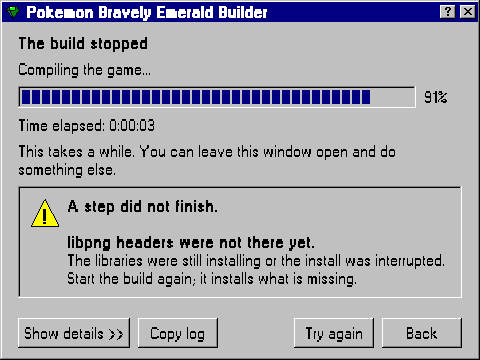 Pokemon Bravely Emerald Builder
The build stopped
Compiling the game...
91%
Time elapsed: 0:00:03
This takes a while. You can leave this window open and do
something else.
A step did not finish.
libpng headers were not there yet.
The libraries were still installing or the install was interrupted.
Start the build again; it installs what is missing.
Show details >> Copy log Try again Back